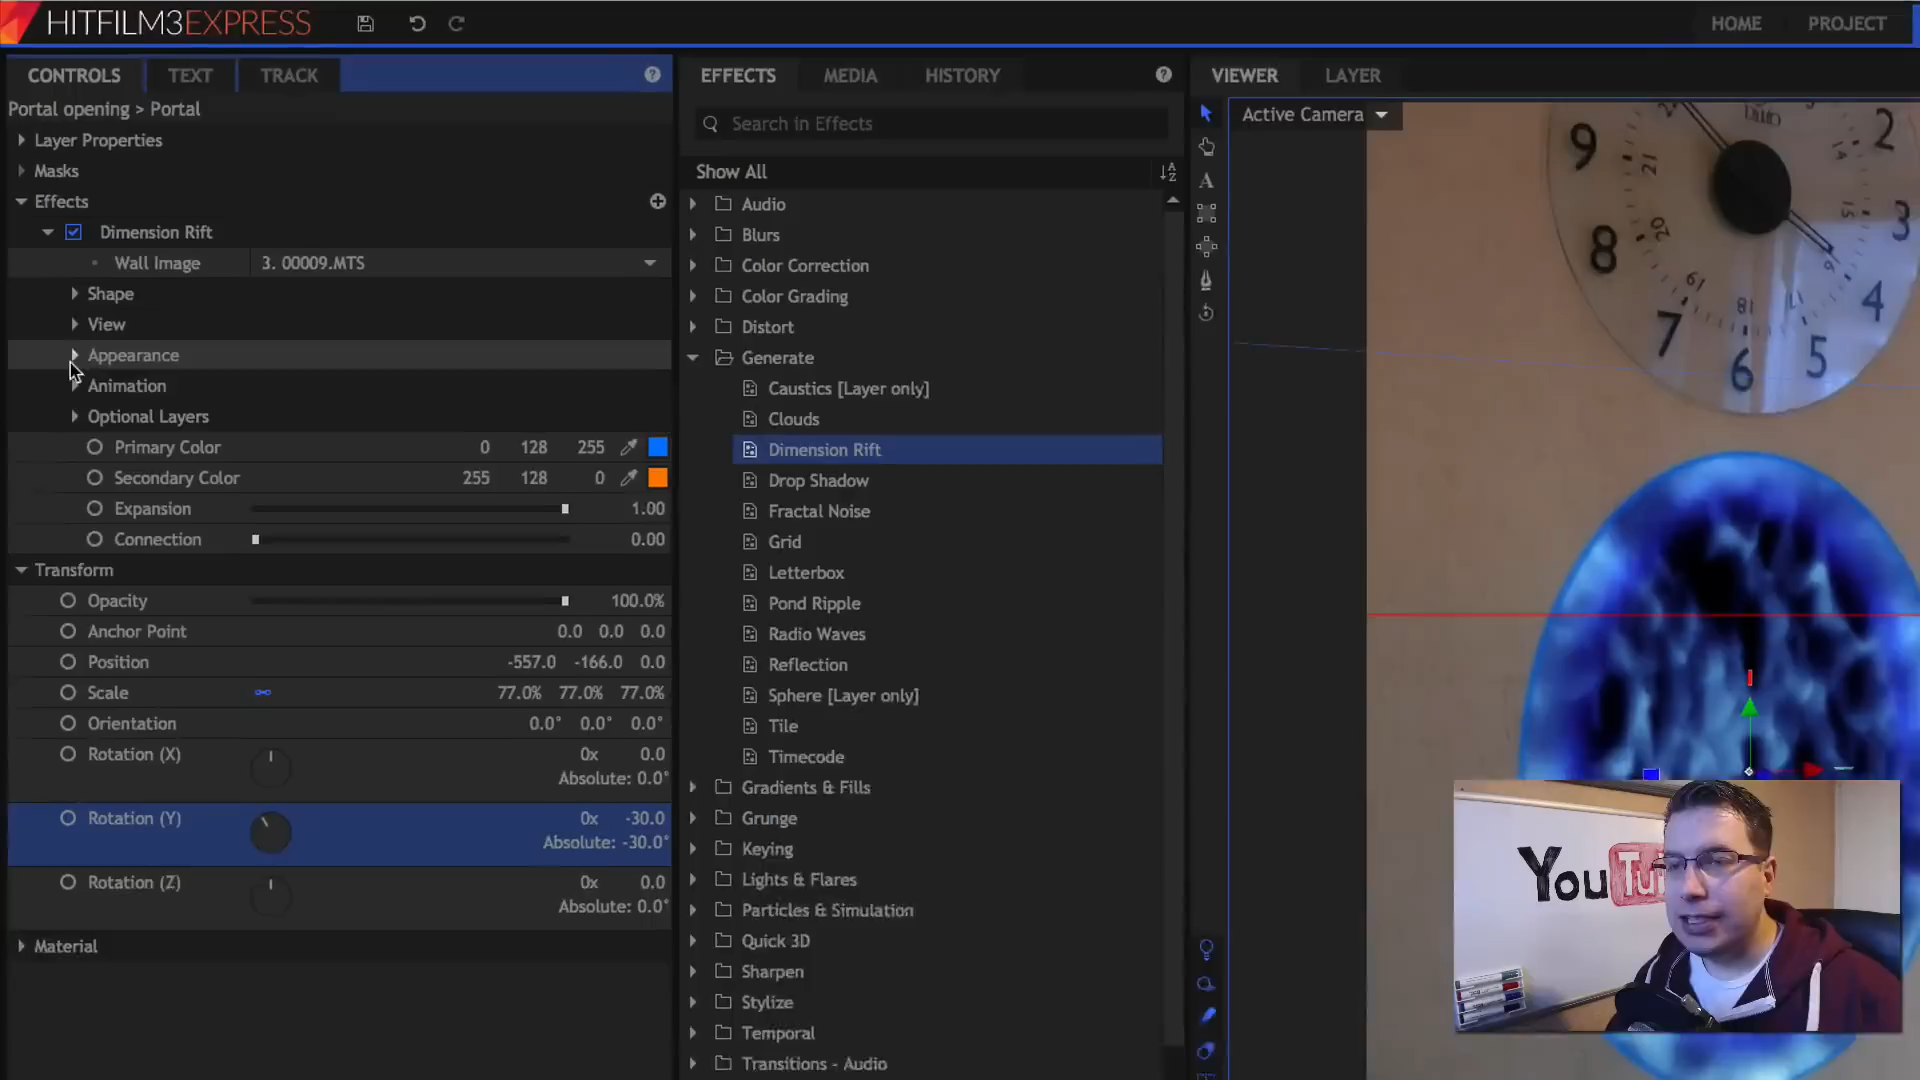 HITFILM3EXPRESS
HOME PROJECT
CONTROLS TEXT TRACK
Portal opening > Portal
Layer Properties
Masks
Effects
Dimension Rift
Wall Image 3. 00009.MTS
Shape
View
Appearance
Animation
Optional Layers
Primary Color 0 128 255
Secondary Color 255 128 0
Expansion 1.00
Connection 0.00
Transform
Opacity 100.0%
Anchor Point 0.0 0.0 0.0
Position -557.0 -166.0 0.0
Scale 77.0% 77.0% 77.0%
Orientation 0.0° 0.0° 0.0°
Rotation (X) 0x 0.0
Absolute: 0.0°
Rotation (Y) 0x -30.0
Absolute: -30.0°
Rotation (Z) 0x 0.0
Absolute: 0.0°
Material
EFFECTS MEDIA HISTORY
Search in Effects
Show All
Audio
Blurs
Color Correction
Color Grading
Distort
Generate
Caustics [Layer only]
Clouds
Dimension Rift
Drop Shadow
Fractal Noise
Grid
Letterbox
Pond Ripple
Radio Waves
Reflection
Sphere [Layer only]
Tile
Timecode
Gradients & Fills
Grunge
Keying
Lights & Flares
Particles & Simulation
Quick 3D
Sharpen
Stylize
Temporal
Transitions - Audio
VIEWER LAYER
Active Camera
9 2
21 14
3
8 20 15
4
19 18 17
7 6 5
You